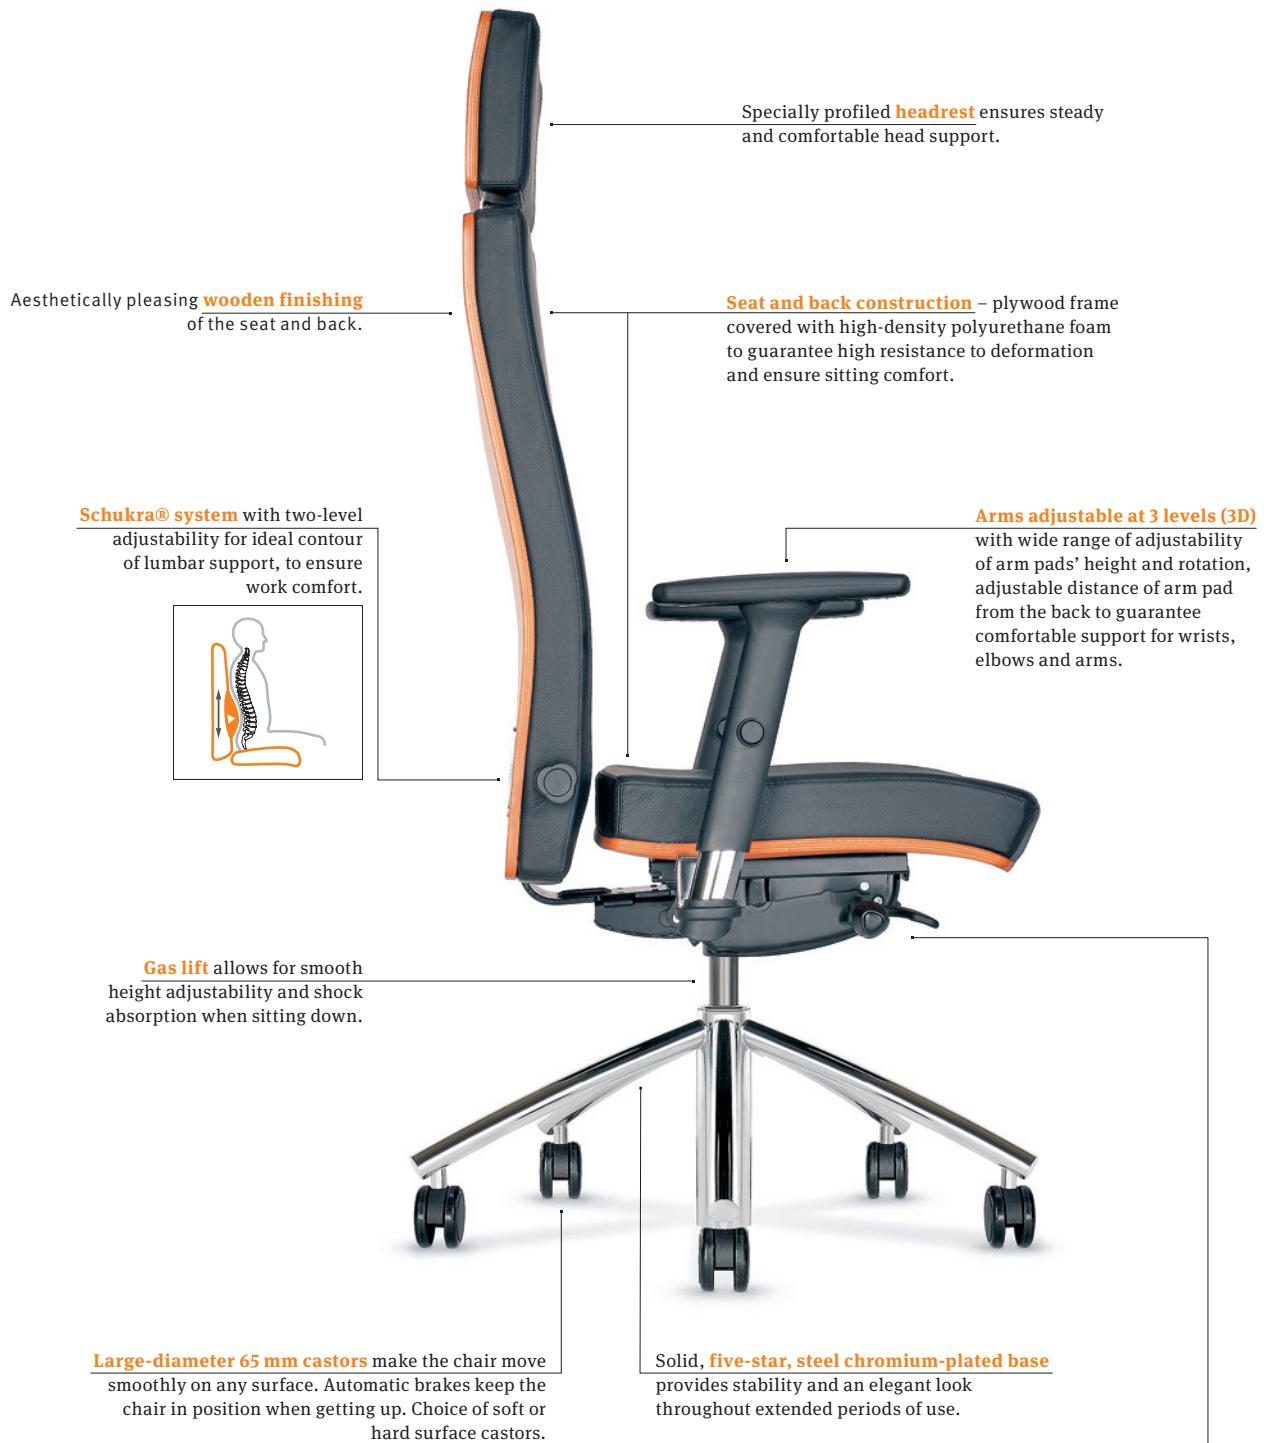 Specially profiled headrest ensures steady
and comfortable head support.
Aesthetically pleasing wooden finishing
of the seat and back.
Seat and back construction – plywood frame
covered with high-density polyurethane foam
to guarantee high resistance to deformation
and ensure sitting comfort.
Schukra® system with two-level
adjustability for ideal contour
of lumbar support, to ensure
work comfort.
Arms adjustable at 3 levels (3D)
with wide range of adjustability
of arm pads’ height and rotation,
adjustable distance of arm pad
from the back to guarantee
comfortable support for wrists,
elbows and arms.
Gas lift allows for smooth
height adjustability and shock
absorption when sitting down.
Large-diameter 65 mm castors make the chair move
smoothly on any surface. Automatic brakes keep the
chair in position when getting up. Choice of soft or
hard surface castors.
Solid, five-star, steel chromium-plated base
provides stability and an elegant look
throughout extended periods of use.